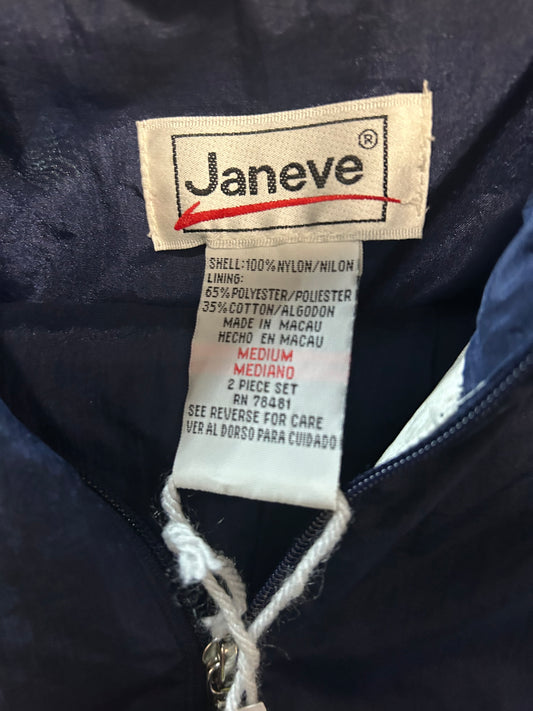 Janeve®
SHELL:100%NYLON/NILON
LINING:
65%POLYESTER/POLIESTER
35%COTTON/ALGODON
MADE IN MACAU
HECHO EN MACAU
MEDIUM
MEDIANO
2 PIECE SET
RN 78481
SEE REVERSE FOR CARE
VER AL DORSO PARA CUIDADO